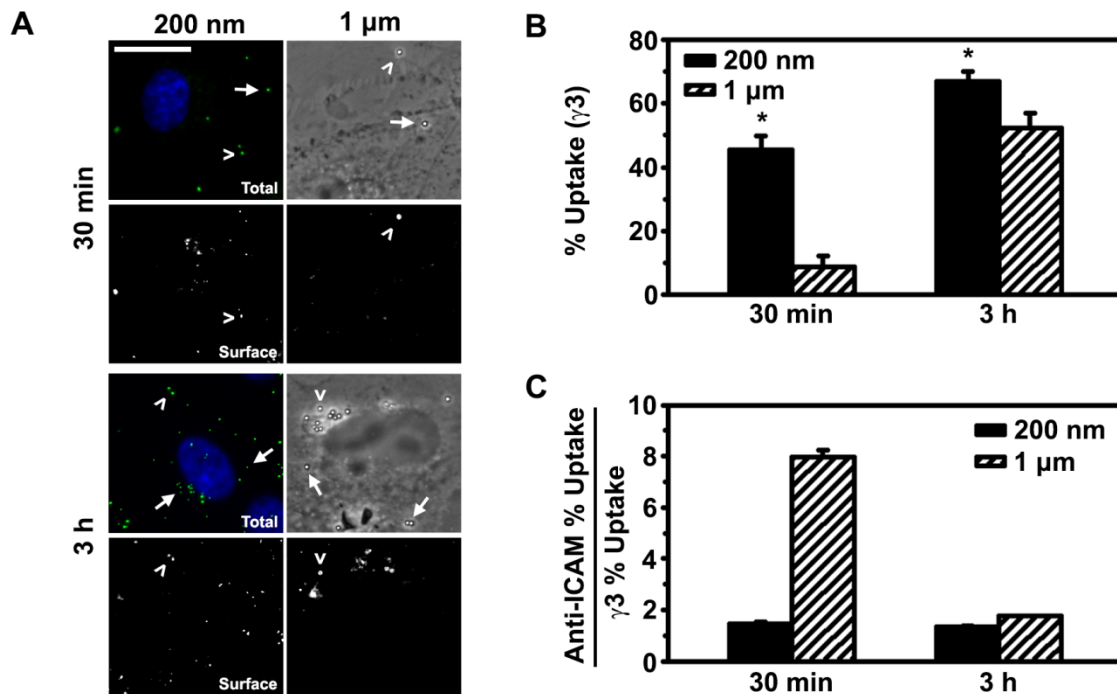 A
200 nm
1 µm
30 min
Total
Surface
3 h
Total
Surface
B
% Uptake (γ3)
80
60
40
20
0
200 nm
1 µm
*
*
30 min
3 h
C
Anti-ICAM % Uptake
γ3 % Uptake
10
8
6
4
2
0
200 nm
1 µm
30 min
3 h